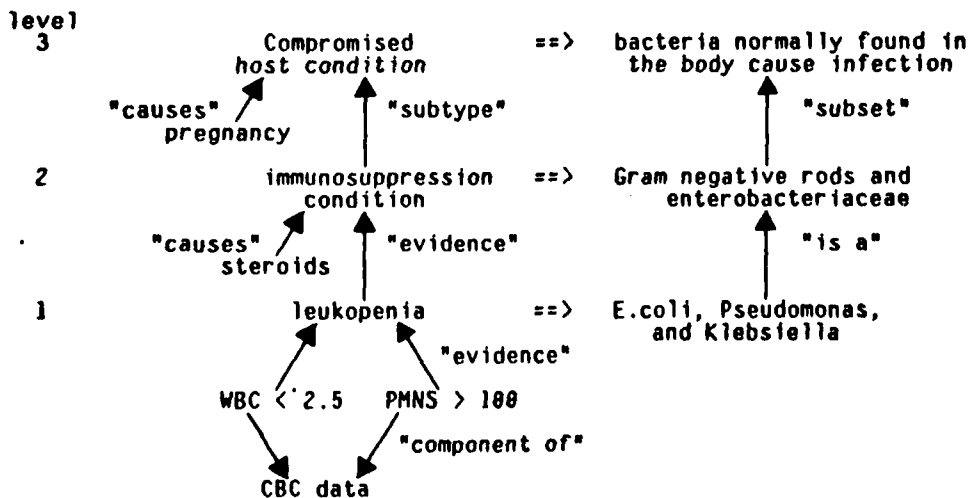 level
3 Compromised ==> bacteria normally found in
host condition the body cause infection
"causes" "subtype" "subset"
pregnancy
2 immunosuppression ==> Gram negative rods and
condition enterobacteriaceae
"causes" "evidence" "is a"
steroids
1 leukopenia ==> E.coli, Pseudomonas,
and Klebsiella
"evidence"
WBC < 2.5 PMNS > 100
"component of"
CBC data